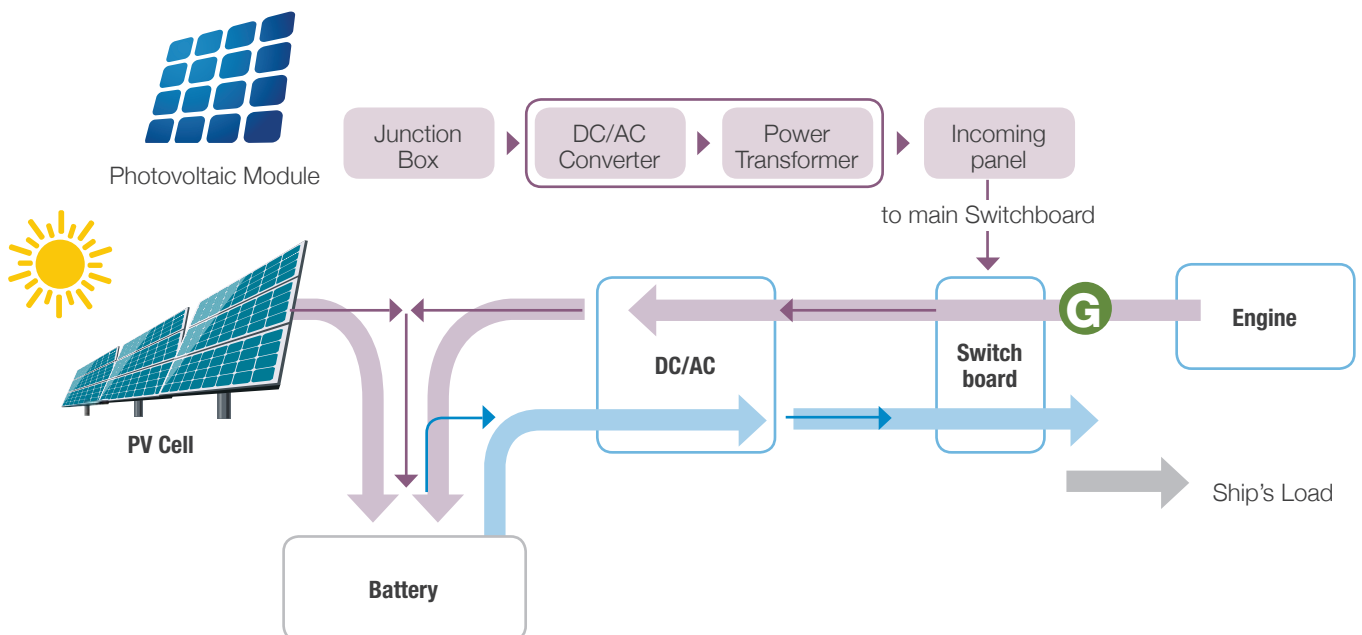 Photovoltaic Module
Junction
Box
DC/AC
Converter
Power
Transformer
Incoming
panel
to main Switchboard
PV Cell
DC/AC
Switch
board
G
Engine
Ship's Load
Battery